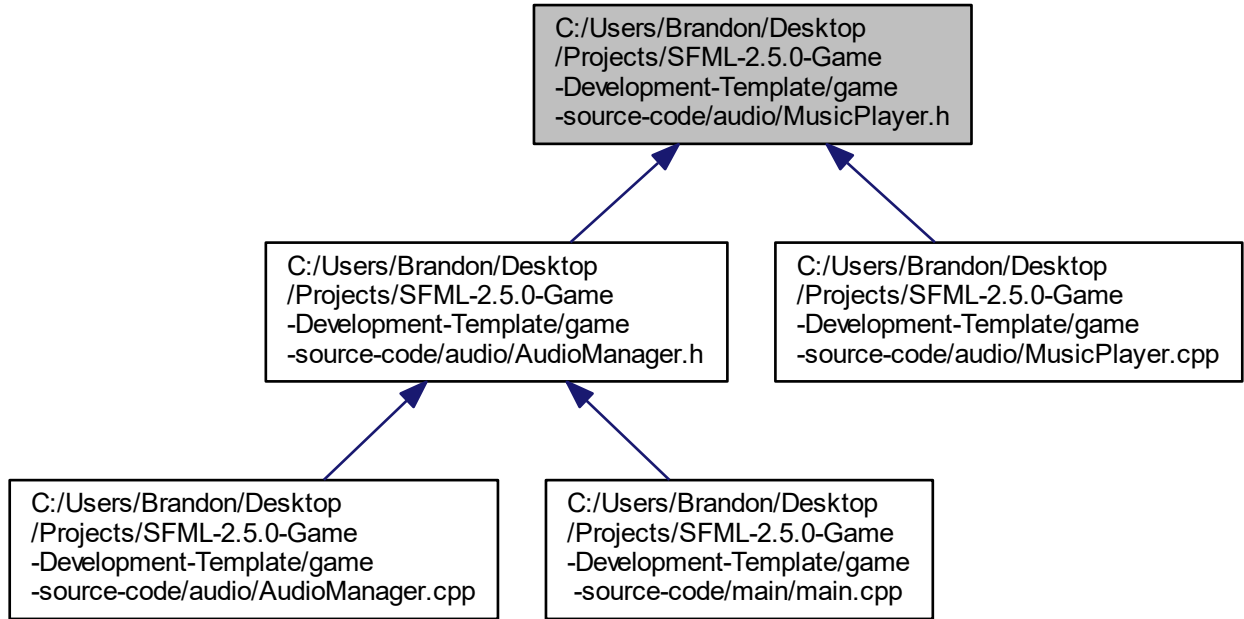 C:/Users/Brandon/Desktop
/Projects/SFML-2.5.0-Game
-Development-Template/game
-source-code/audio/MusicPlayer.h
C:/Users/Brandon/Desktop
/Projects/SFML-2.5.0-Game
-Development-Template/game
-source-code/audio/AudioManager.h
C:/Users/Brandon/Desktop
/Projects/SFML-2.5.0-Game
-Development-Template/game
-source-code/audio/MusicPlayer.cpp
C:/Users/Brandon/Desktop
/Projects/SFML-2.5.0-Game
-Development-Template/game
-source-code/audio/AudioManager.cpp
C:/Users/Brandon/Desktop
/Projects/SFML-2.5.0-Game
-Development-Template/game
-source-code/main/main.cpp